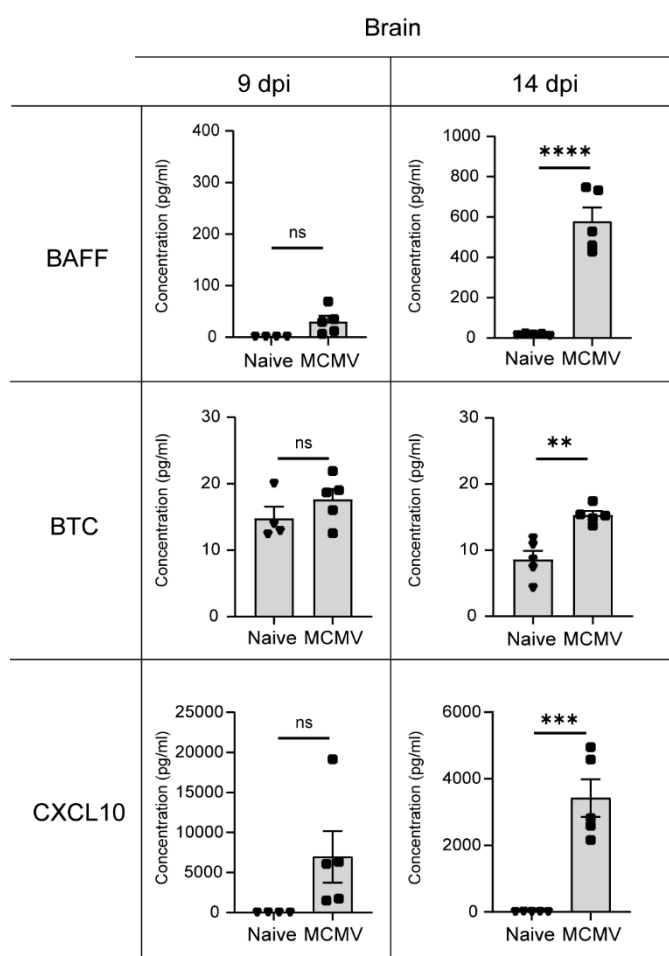 Brain
9 dpi
14 dpi
BAFF
Concentration (pg/ml)
400
300
200
100
0
ns
Naive MCMV
Concentration (pg/ml)
1000
800
600
400
200
0
****
Naive MCMV
BTC
Concentration (pg/ml)
30
20
10
0
ns
Naive MCMV
Concentration (pg/ml)
30
20
10
0
**
Naive MCMV
CXCL10
Concentration (pg/ml)
25000
20000
15000
10000
5000
0
ns
Naive MCMV
Concentration (pg/ml)
6000
4000
2000
0
***
Naive MCMV